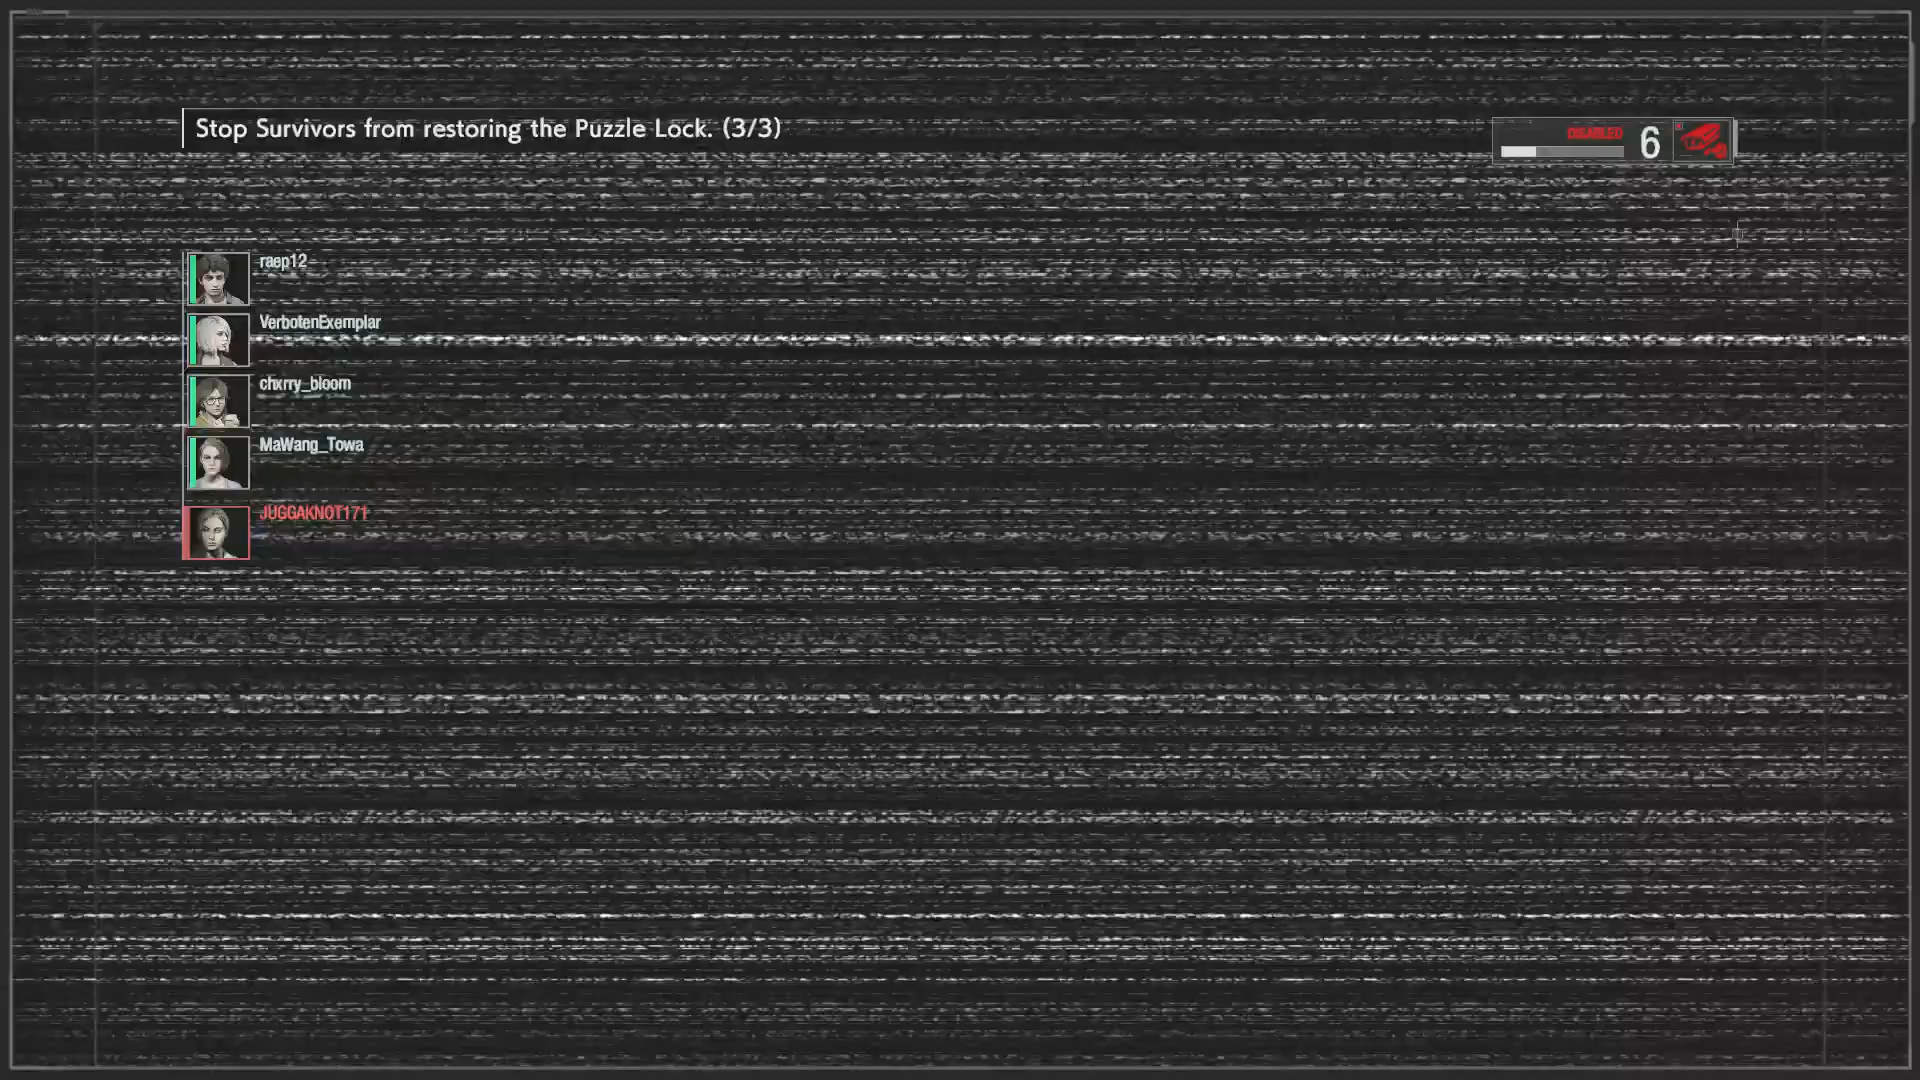 Stop Survivors from restoring the Puzzle Lock. (3/3)
DISABLED
6
raep12
VerbotenExemplar
chxrry_bloom
MaWang_Towa
JUGGAKNOT171